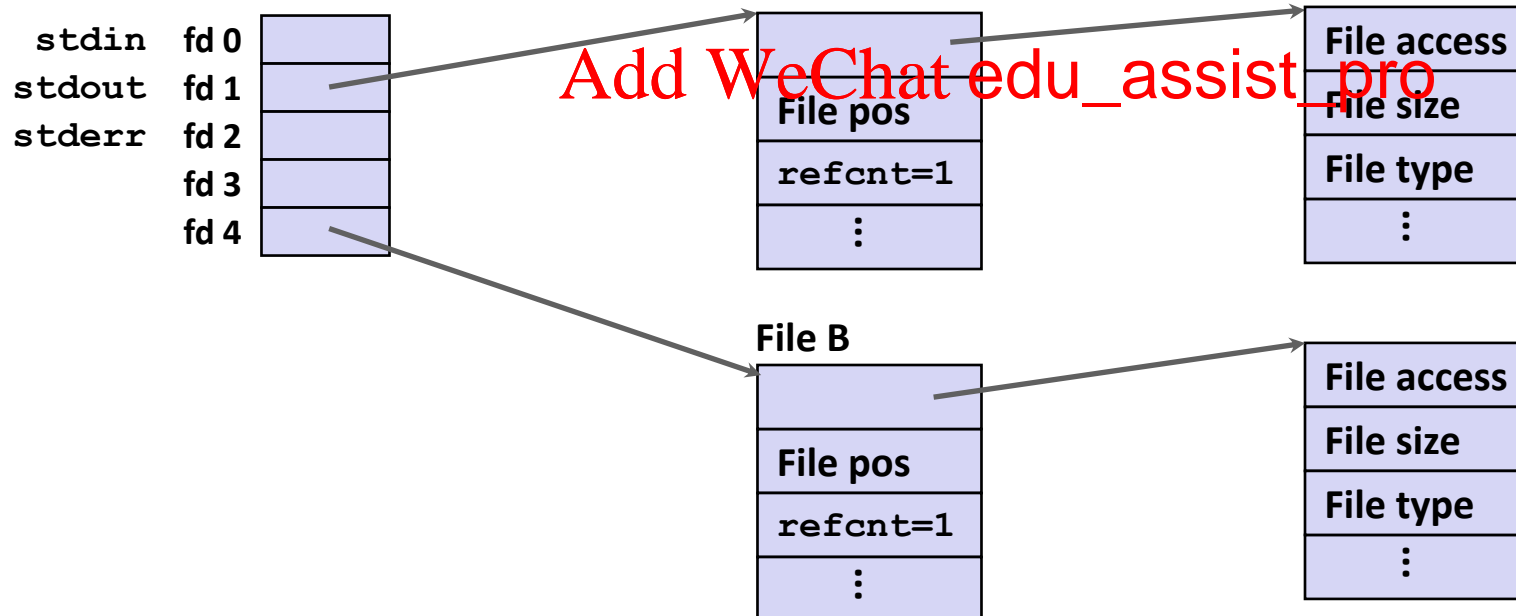 stdin fd 0
stdout fd 1
stderr fd 2
fd 3
fd 4
File pos
refcnt=1
⋮
File access
File size
File type
⋮
Add WeChat edu_assist_pro
File B
File pos
refcnt=1
⋮
File access
File size
File type
⋮